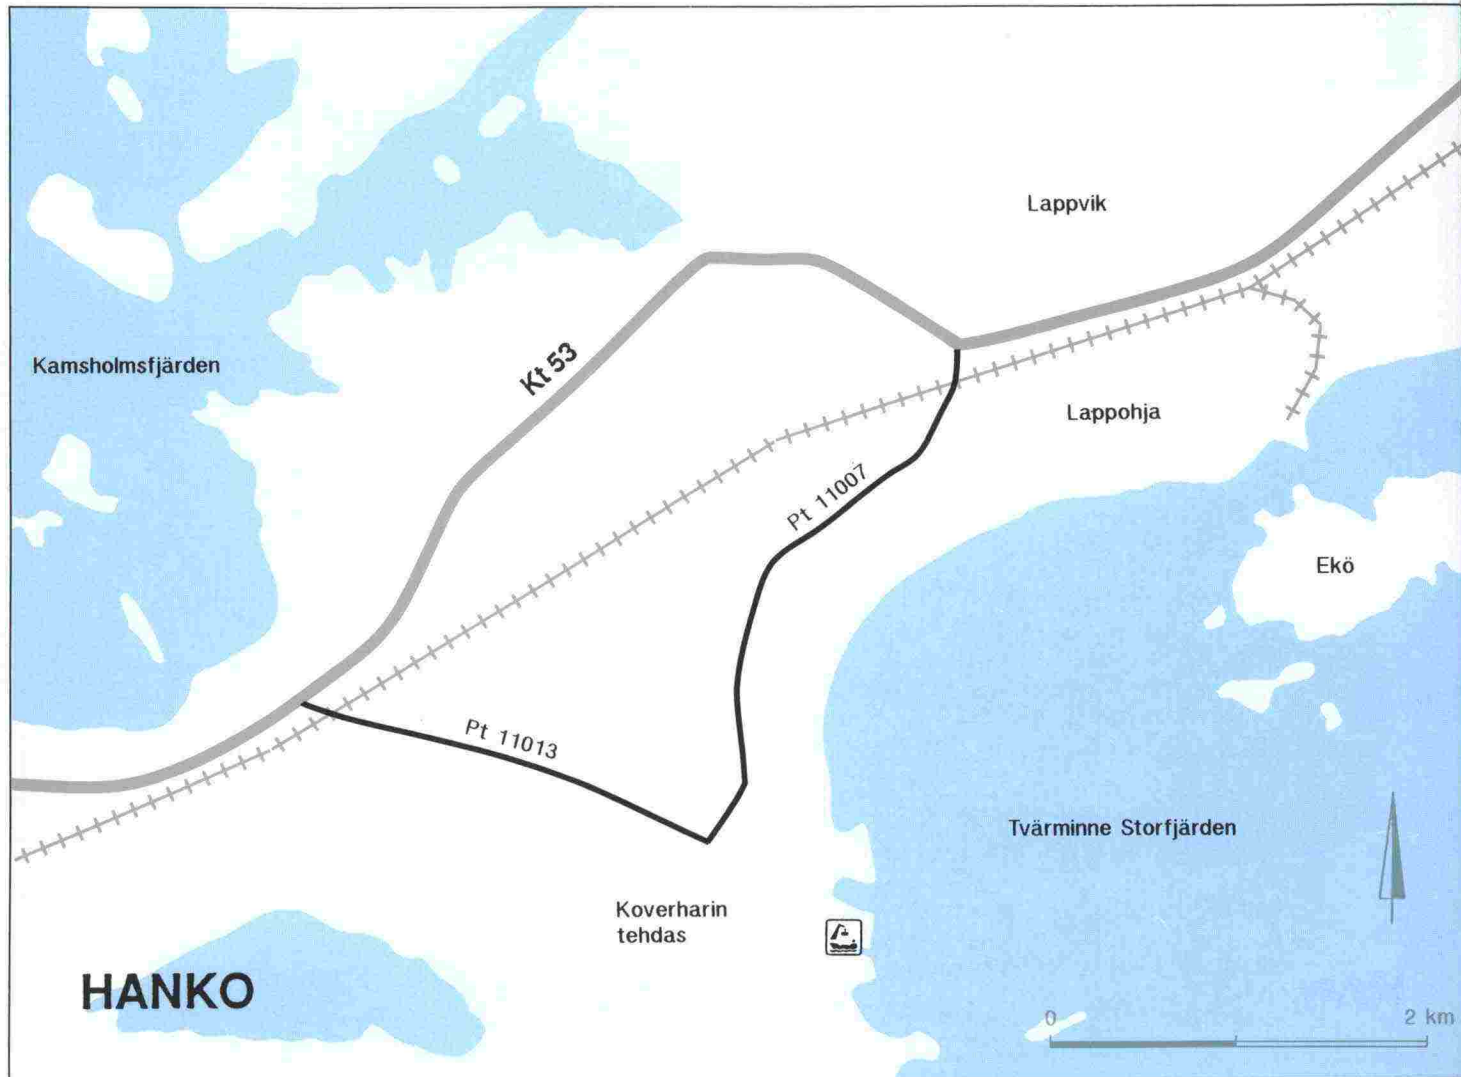 Lappvik
Kamsholmsfjärden
Kt 53
Lappohja
Pt 11007
Ekö
Pt 11013
Tvärminne Storfjärden
Koverharin
tehdas
HANKO
0 2 km